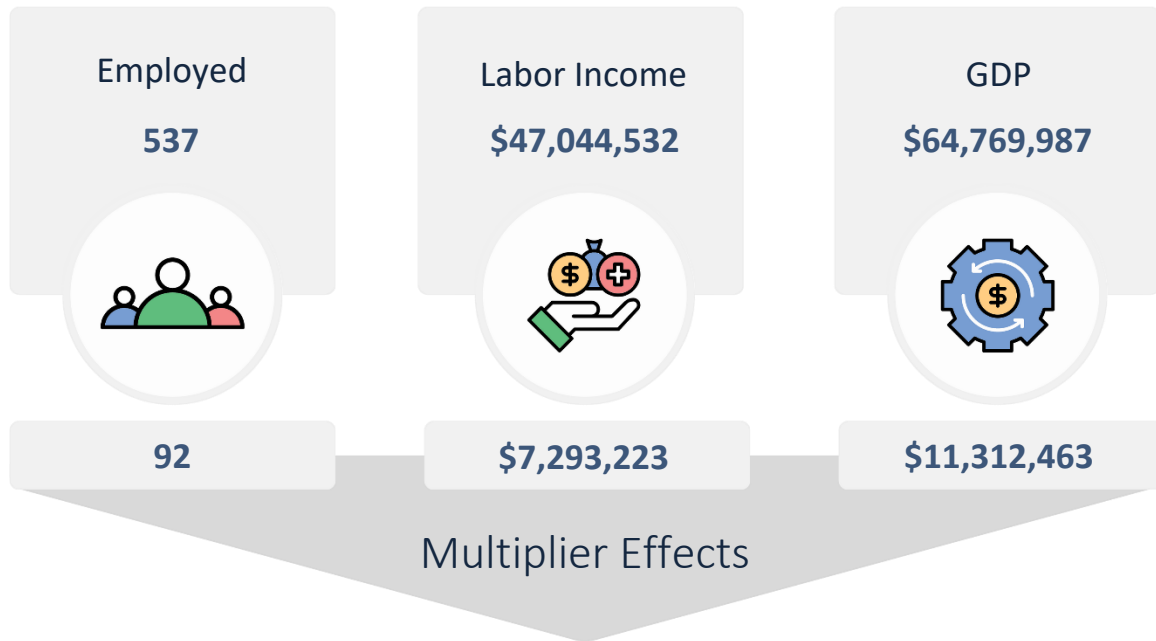 Employed
537
Labor Income
$47,044,532
GDP
$64,769,987
$
$
92
$7,293,223
$11,312,463
Multiplier Effects